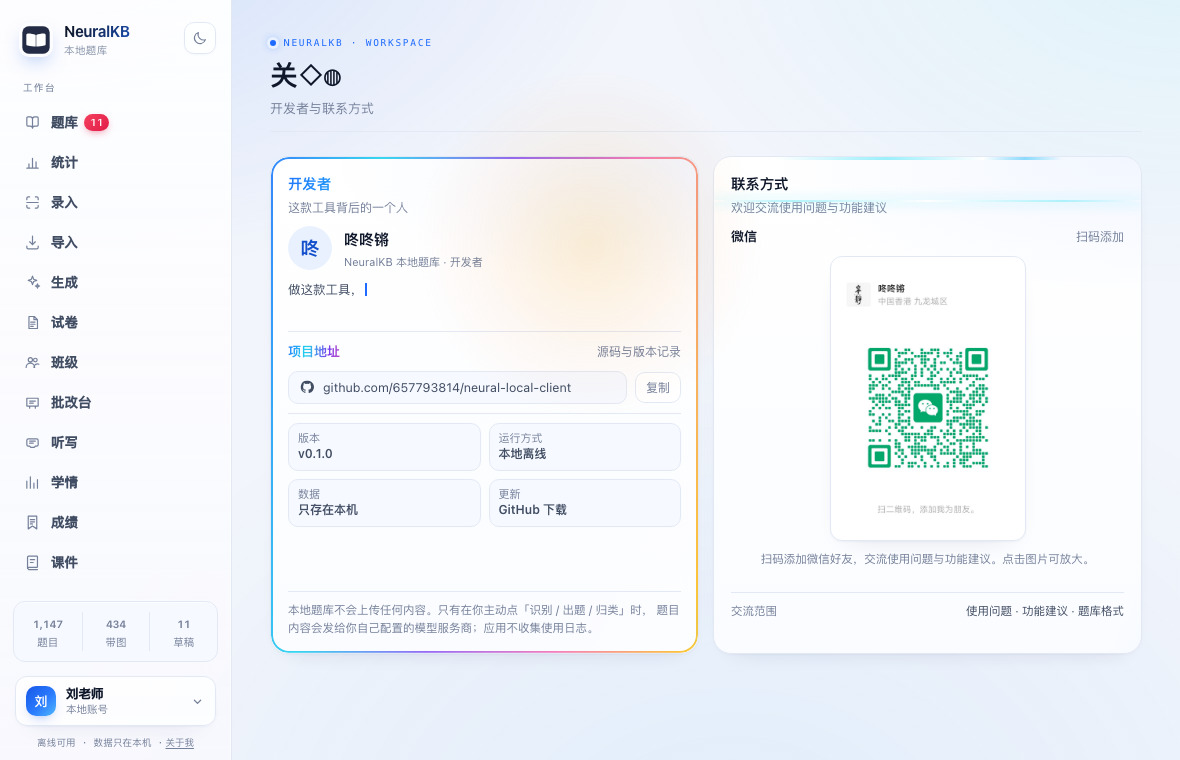 NeuralKB
本地题库
工作台
题库 11
统计
录入
导入
生成
试卷
班级
批改台
听写
学情
成绩
课件
1,147 434 11
题目 带图 草稿
刘 刘老师
本地账号
离线可用 · 数据只在本机 · 关于我
NEURALKB · WORKSPACE
关◇◍
开发者与联系方式
开发者
这款工具背后的一个人
咚 咚咚锵
NeuralKB 本地题库 · 开发者
做这款工具，
项目地址 源码与版本记录
github.com/657793814/neural-local-client 复制
版本
v0.1.0
运行方式
本地离线
数据
只存在本机
更新
GitHub 下载
本地题库不会上传任何内容。只有在你主动点「识别 / 出题 / 归类」时， 题目
内容会发给你自己配置的模型服务商；应用不收集使用日志。
联系方式
欢迎交流使用问题与功能建议
微信 扫码添加
咚咚锵
中国香港 九龙城区
扫二维码，添加我为朋友。
扫码添加微信好友，交流使用问题与功能建议。点击图片可放大。
交流范围 使用问题 · 功能建议 · 题库格式